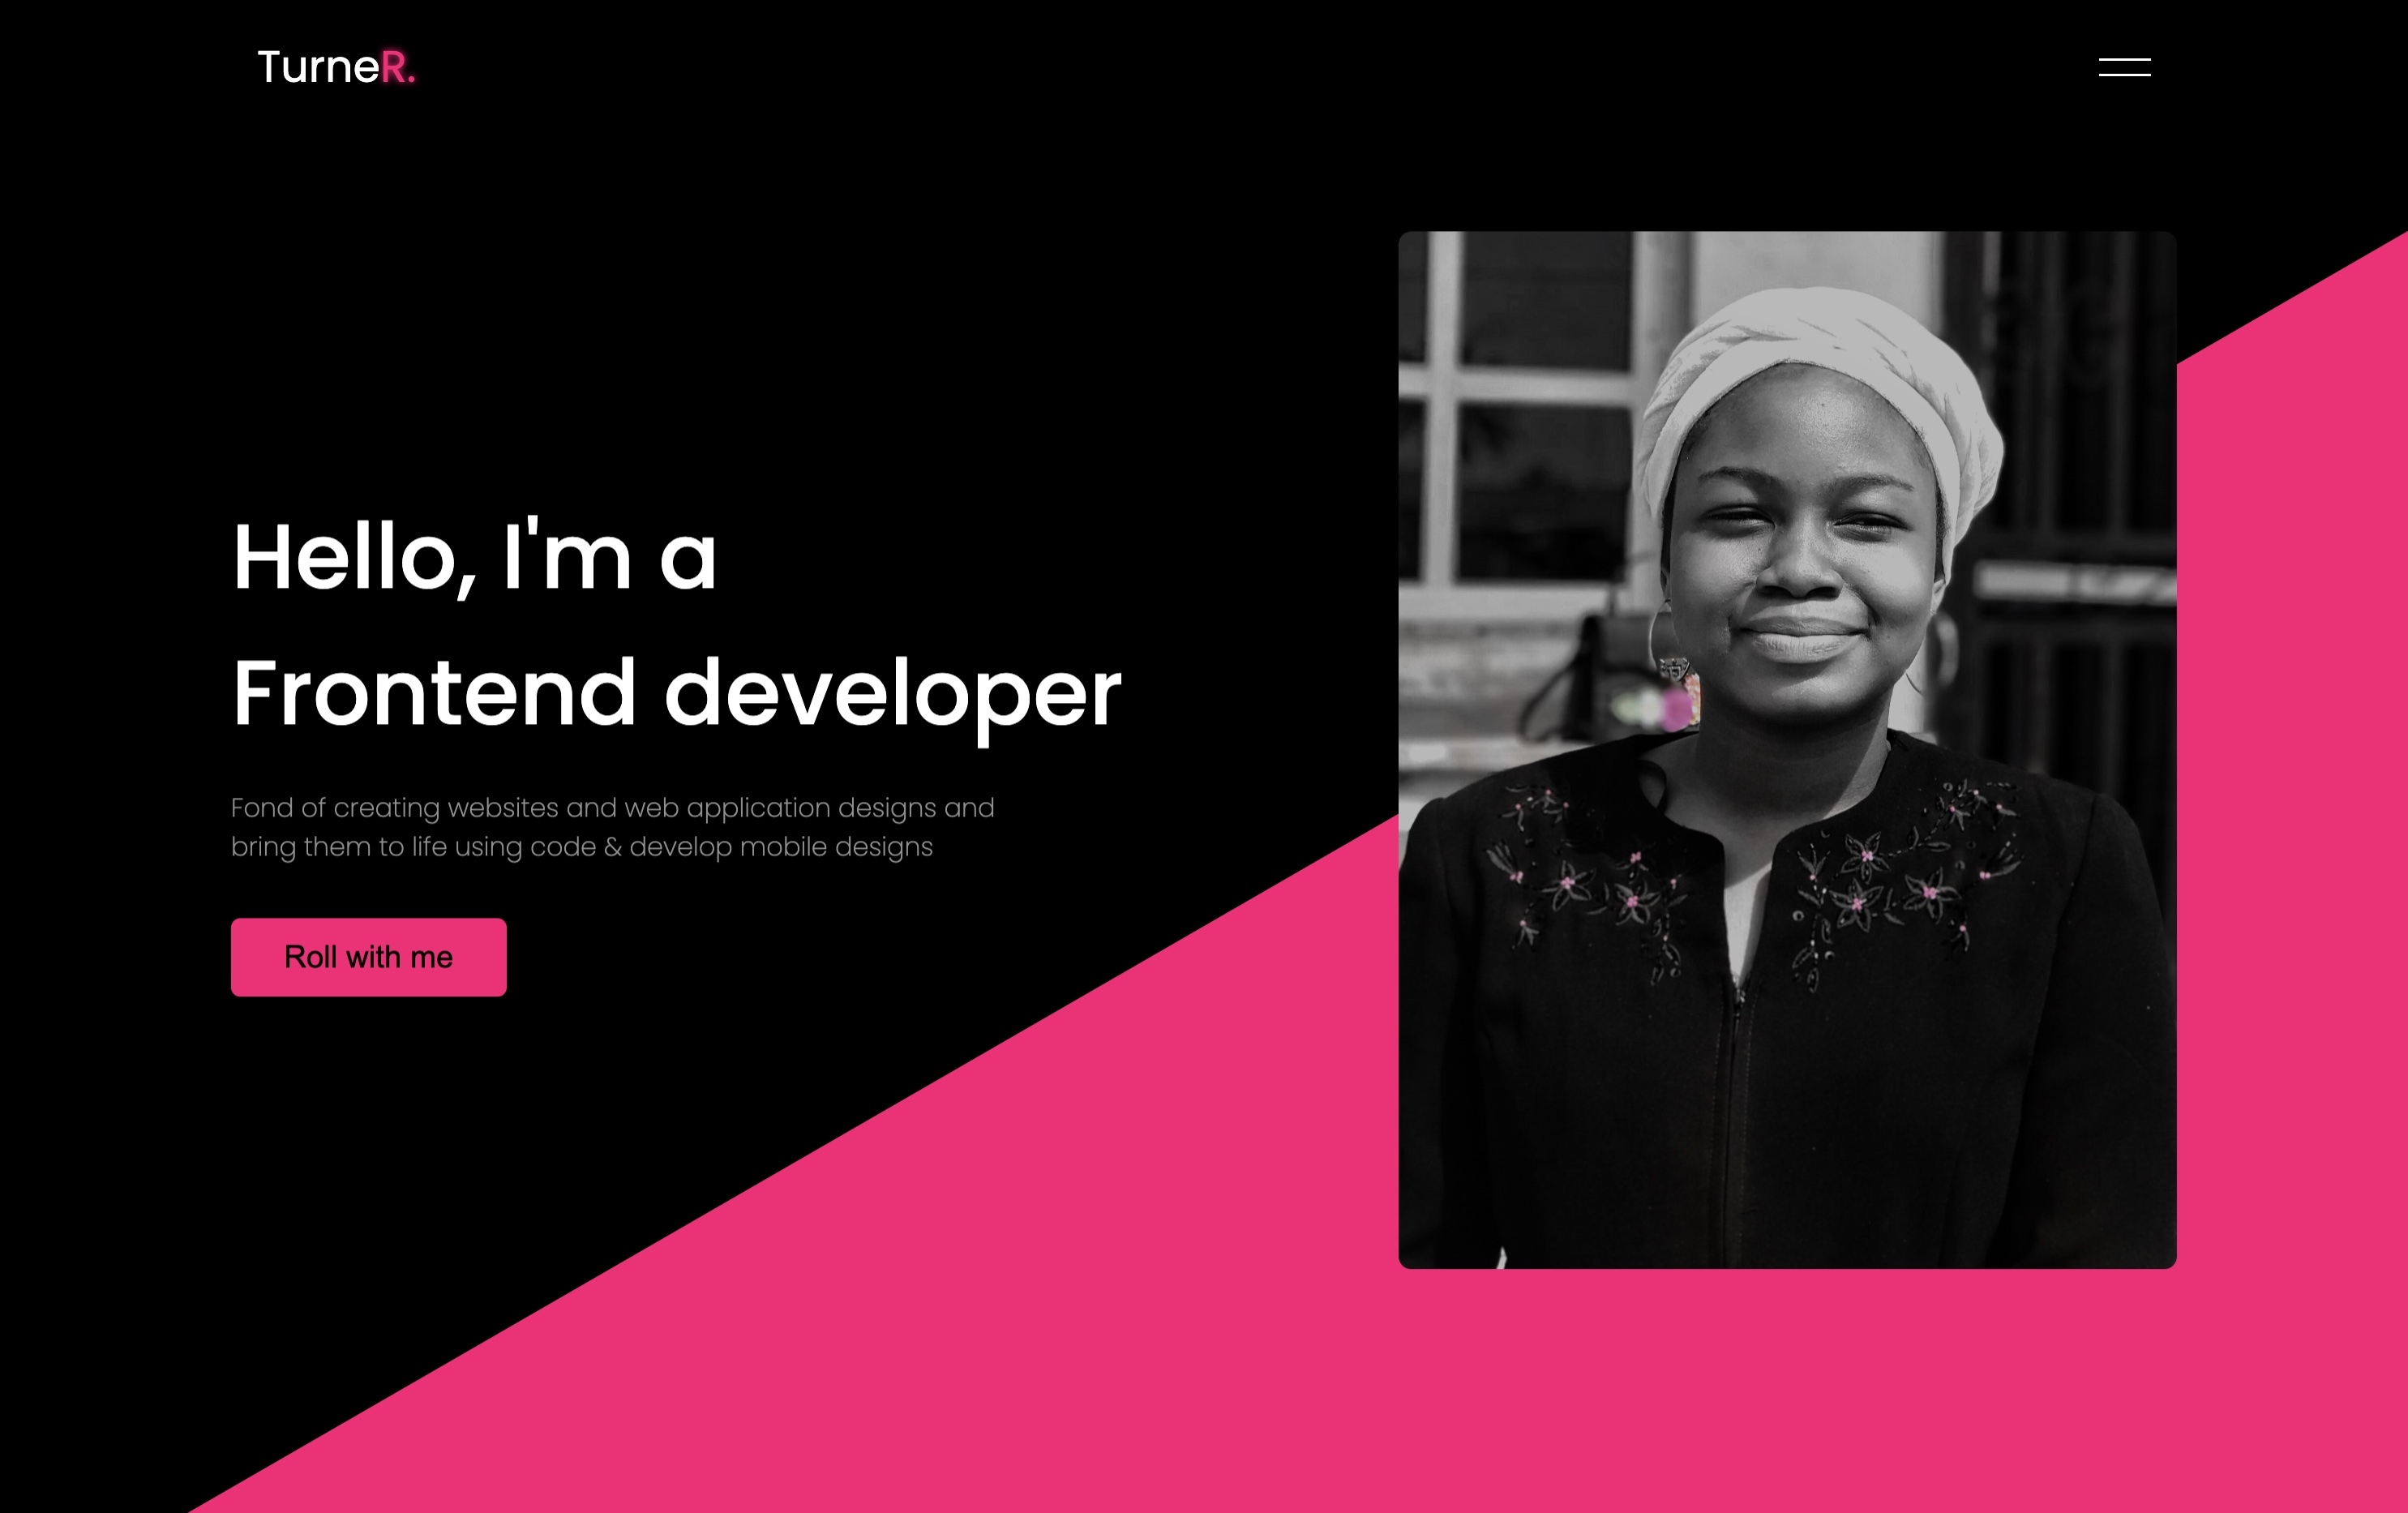 TurneR.
Hello, I'm a
Frontend developer
Fond of creating websites and web application designs and
bring them to life using code & develop mobile designs
Roll with me